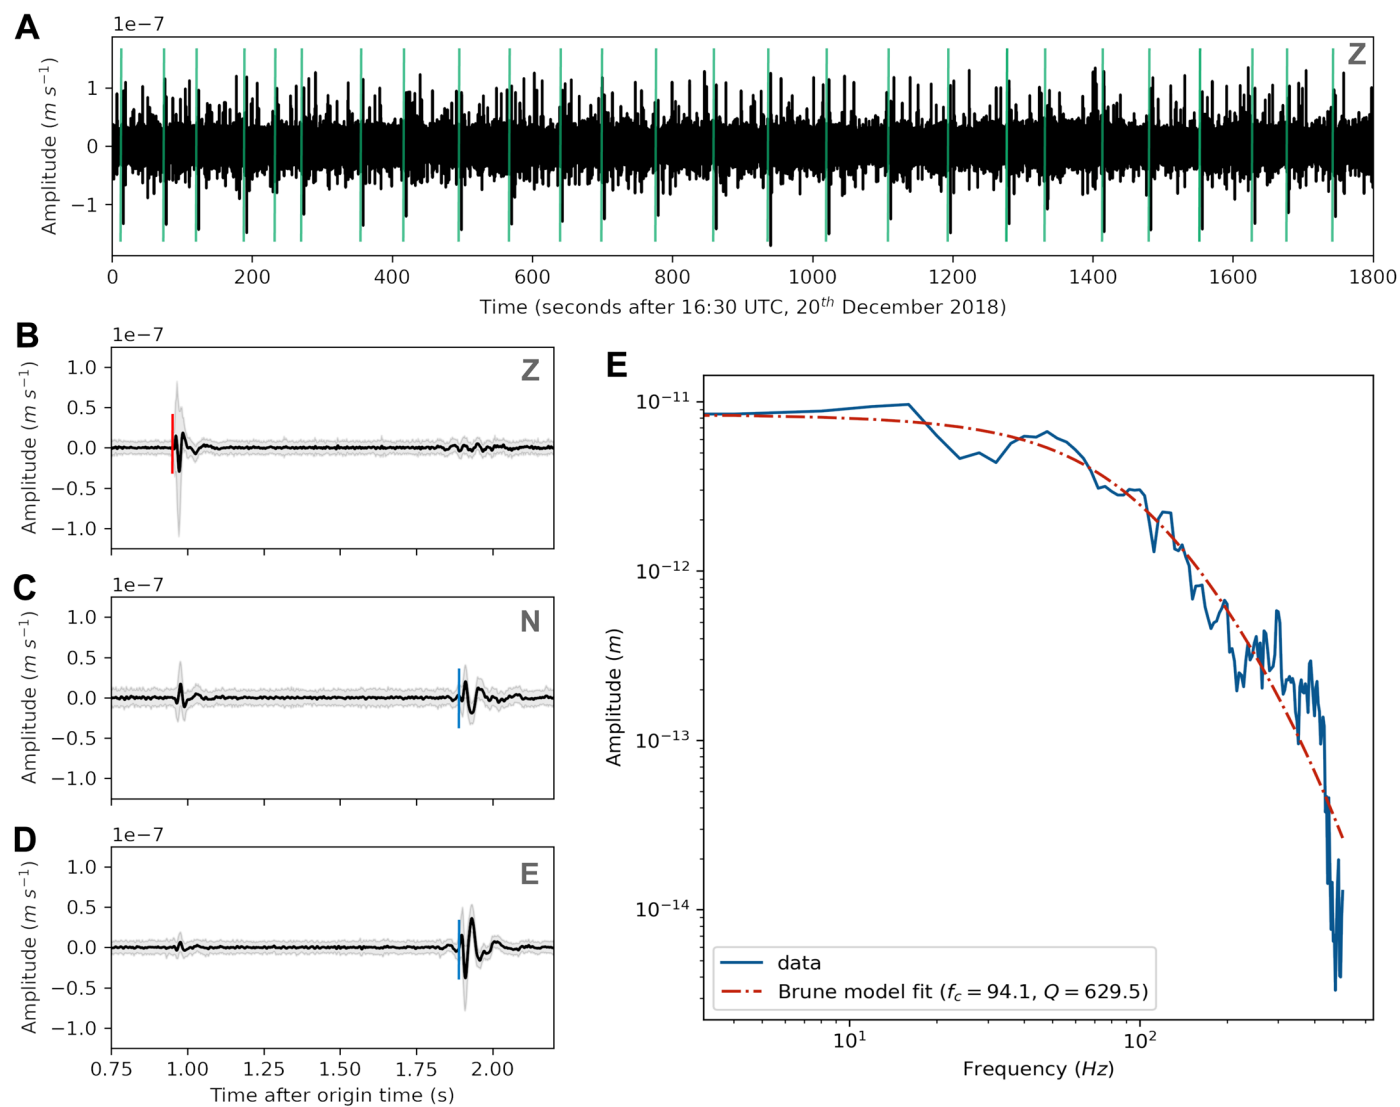 A
1e−7
Z
Amplitude (m s⁻¹)
1
0
−1
0 200 400 600 800 1000 1200 1400 1600 1800
Time (seconds after 16:30 UTC, 20ᵗʰ December 2018)
B
1e−7
Z
Amplitude (m s⁻¹)
1.0
0.5
0.0
−0.5
−1.0
C
1e−7
N
Amplitude (m s⁻¹)
1.0
0.5
0.0
−0.5
−1.0
D
1e−7
E
Amplitude (m s⁻¹)
1.0
0.5
0.0
−0.5
−1.0
0.75 1.00 1.25 1.50 1.75 2.00
Time after origin time (s)
E
Amplitude (m)
10⁻¹¹
10⁻¹²
10⁻¹³
10⁻¹⁴
data
Brune model fit (f_c = 94.1, Q = 629.5)
10¹ 10²
Frequency (Hz)